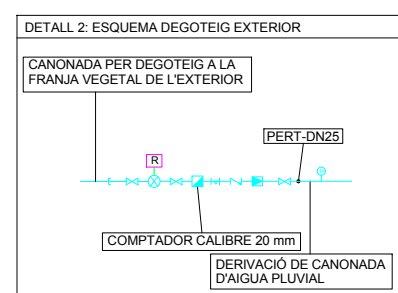 DETALL 2: ESQUEMA DEGOTEIG EXTERIOR
CANONADA PER DEGOTEIG A LA
FRANJA VEGETAL DE L'EXTERIOR
PERT-DN25
R
COMPTADOR CALIBRE 20 mm
DERIVACIÓ DE CANONADA
D'AIGUA PLUVIAL